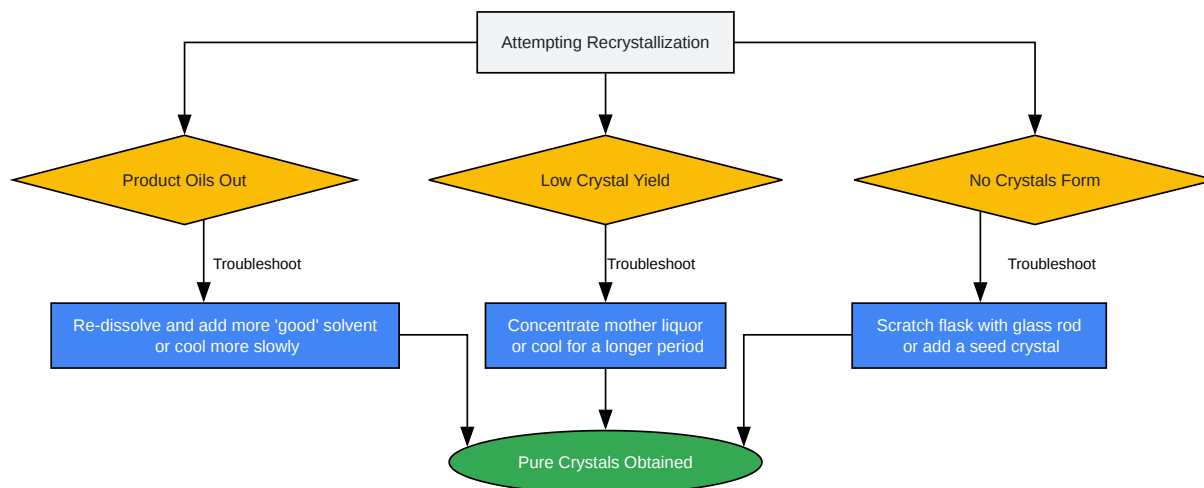 Attempting Recrystallization
Product Oils Out
Low Crystal Yield
No Crystals Form
Troubleshoot
Troubleshoot
Troubleshoot
Re-dissolve and add more 'good' solvent
or cool more slowly
Concentrate mother liquor
or cool for a longer period
Scratch flask with glass rod
or add a seed crystal
Pure Crystals Obtained